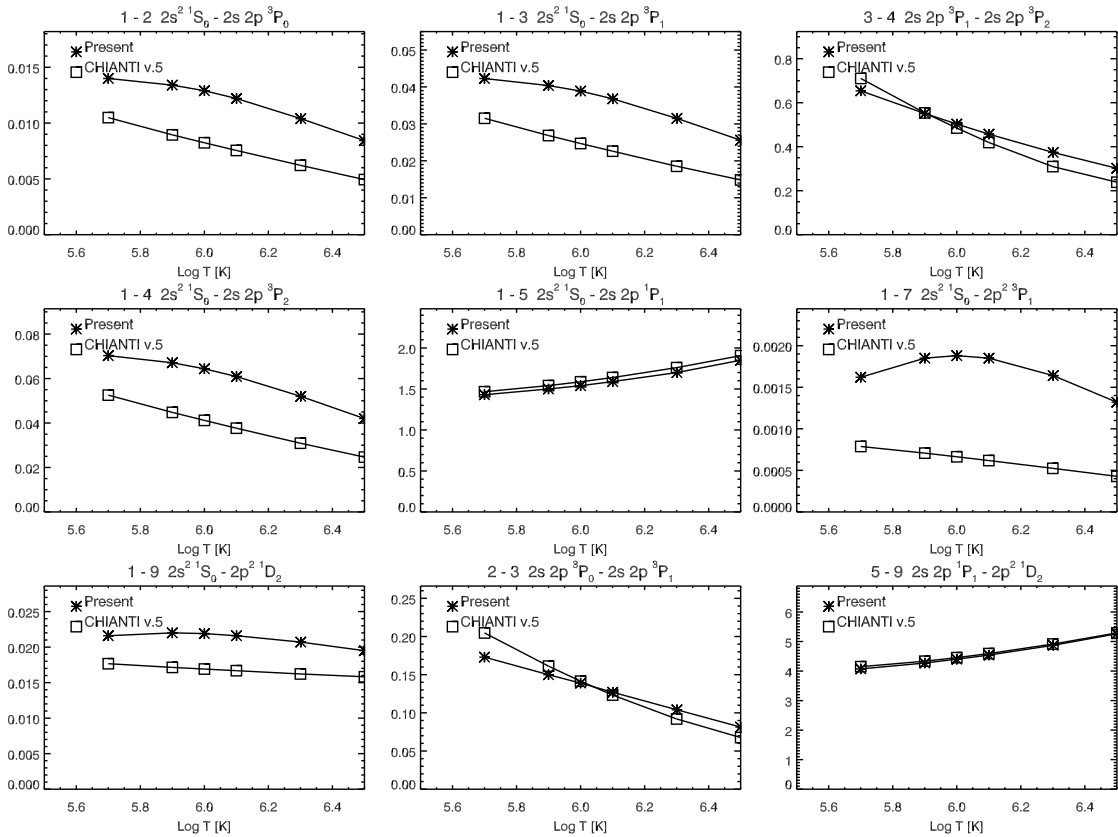 1 - 2 2s² ¹S₀ - 2s 2p ³P₀
Present
CHIANTI v.5
0.015
0.010
0.005
0.000
5.6 5.8 6.0 6.2 6.4
Log T [K]
1 - 3 2s² ¹S₀ - 2s 2p ³P₁
Present
CHIANTI v.5
0.05
0.04
0.03
0.02
0.01
0.00
5.6 5.8 6.0 6.2 6.4
Log T [K]
3 - 4 2s 2p ³P₁ - 2s 2p ³P₂
Present
CHIANTI v.5
0.8
0.6
0.4
0.2
0.0
5.6 5.8 6.0 6.2 6.4
Log T [K]
1 - 4 2s² ¹S₀ - 2s 2p ³P₂
Present
CHIANTI v.5
0.08
0.06
0.04
0.02
0.00
5.6 5.8 6.0 6.2 6.4
Log T [K]
1 - 5 2s² ¹S₀ - 2s 2p ¹P₁
Present
CHIANTI v.5
2.0
1.5
1.0
0.5
0.0
5.6 5.8 6.0 6.2 6.4
Log T [K]
1 - 7 2s² ¹S₀ - 2p² ³P₁
Present
CHIANTI v.5
0.0020
0.0015
0.0010
0.0005
0.0000
5.6 5.8 6.0 6.2 6.4
Log T [K]
1 - 9 2s² ¹S₀ - 2p² ¹D₂
Present
CHIANTI v.5
0.025
0.020
0.015
0.010
0.005
0.000
5.6 5.8 6.0 6.2 6.4
Log T [K]
2 - 3 2s 2p ³P₀ - 2s 2p ³P₁
Present
CHIANTI v.5
0.25
0.20
0.15
0.10
0.05
0.00
5.6 5.8 6.0 6.2 6.4
Log T [K]
5 - 9 2s 2p ¹P₁ - 2p² ¹D₂
Present
CHIANTI v.5
6
5
4
3
2
1
0
5.6 5.8 6.0 6.2 6.4
Log T [K]